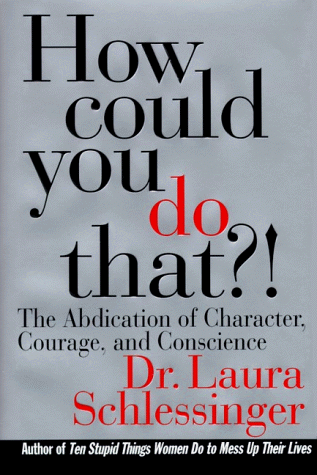 How
could
you
do
that?!
The Abdication of Character,
Courage, and Conscience
Dr. Laura
Schlessinger
Author of Ten Stupid Things Women Do to Mess Up Their Lives